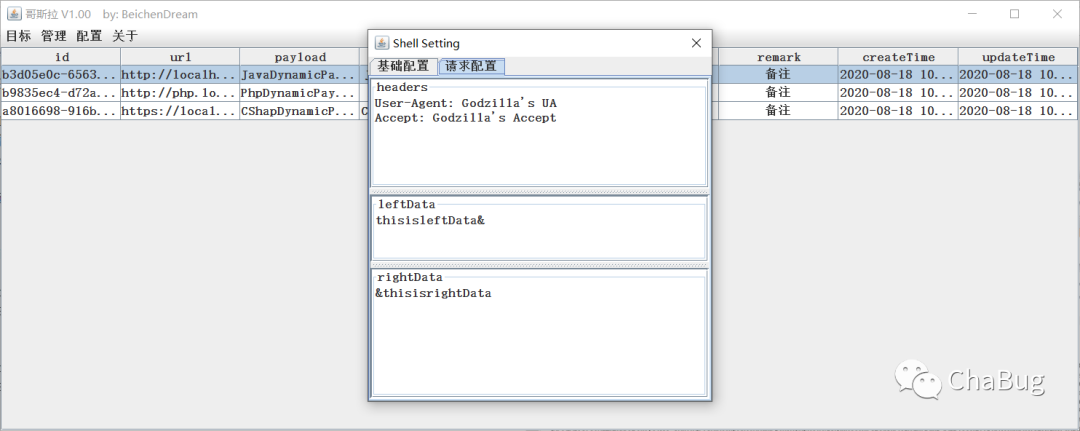 哥斯拉 V1.00 by: BeichenDream
目标 管理 配置 关于
id url payload remark createTime updateTime
b3d05e0c-6563... http://localh... JavaDynamicPa... 备注 2020-08-18 10... 2020-08-18 10...
b9835ec4-d72a... http://php.lo... PhpDynamicPay... 备注 2020-08-18 10... 2020-08-18 10...
a8016698-916b... https://local... CShapDynamicP... C 备注 2020-08-18 10... 2020-08-18 10...
Shell Setting
基础配置 请求配置
headers
User-Agent: Godzilla's UA
Accept: Godzilla's Accept
leftData
thisisleftData&
rightData
&thisisrightData
ChaBug